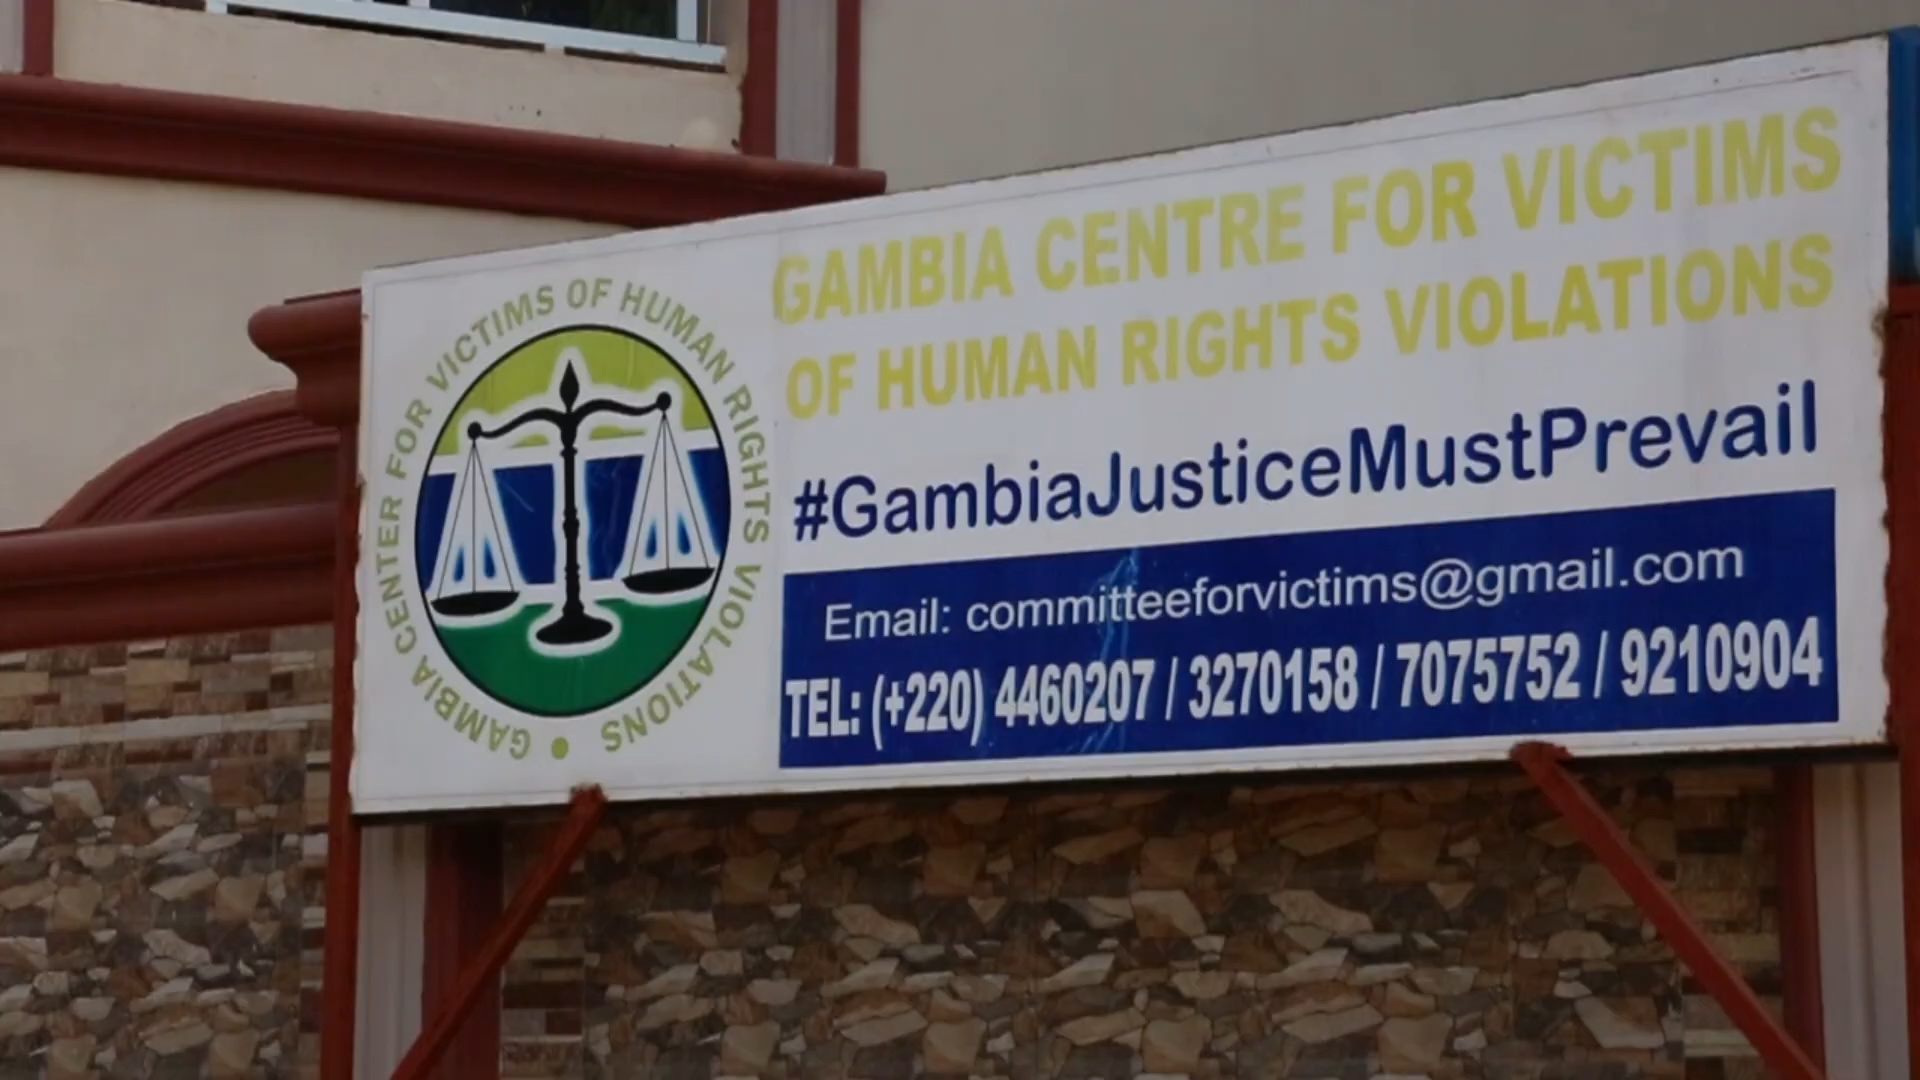 GAMBIA CENTER FOR VICTIMS OF HUMAN RIGHTS VIOLATIONS •
GAMBIA CENTRE FOR VICTIMS
OF HUMAN RIGHTS VIOLATIONS
#GambiaJusticeMustPrevail
Email: committeeforvictims@gmail.com
TEL: (+220) 4460207 / 3270158 / 7075752 / 9210904